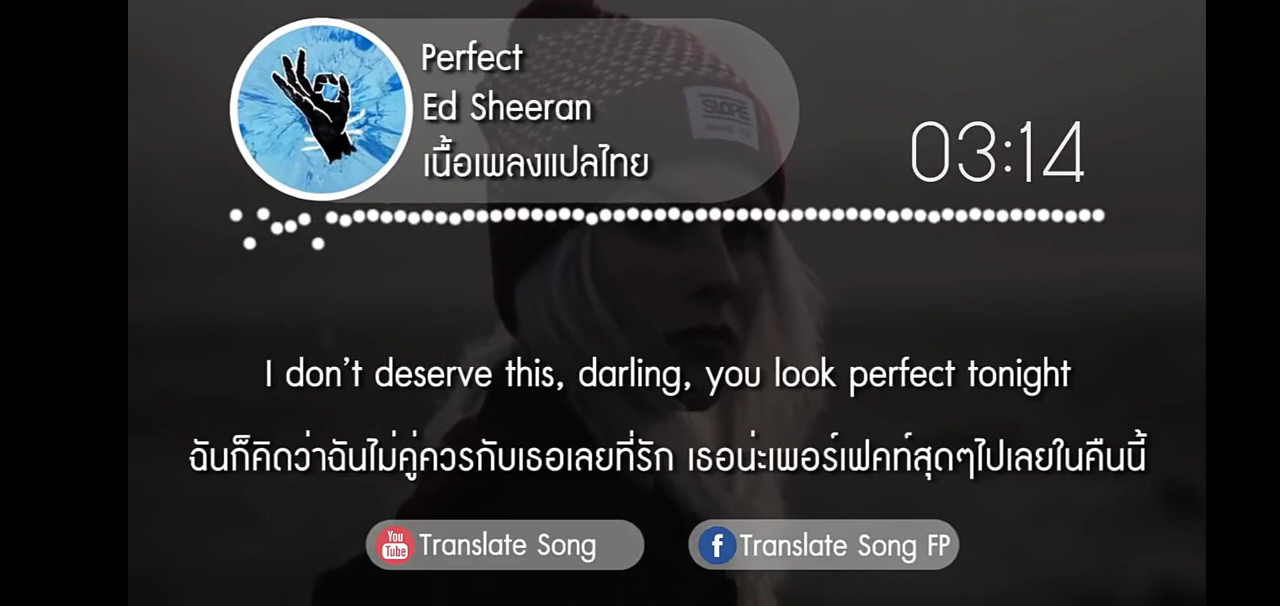 Perfect
Ed Sheeran
เนื้อเพลงแปลไทย
SLOPE
03:14
I don't deserve this, darling, you look perfect tonight
ฉันก็คิดว่าฉันไม่คู่ควรกับเธอเลยที่รัก เธอน่ะเพอร์เฟคท์สุดๆไปเลยในคืนนี้
You Tube Translate Song
f Translate Song FP